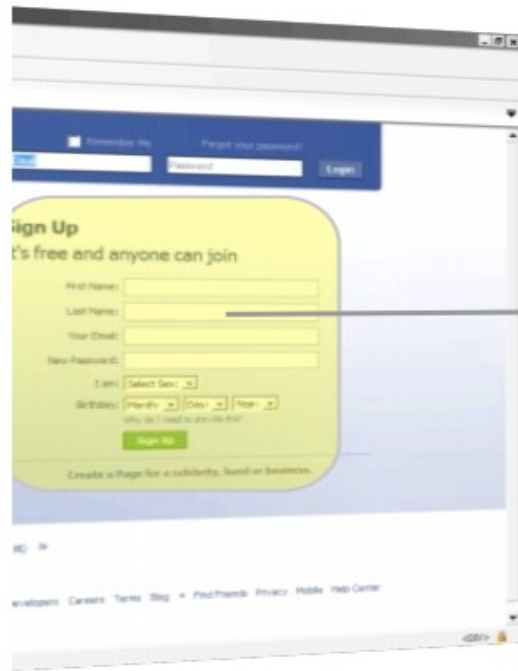 Remember Me Forgot your password?
Email Password Login
Sign Up
t's free and anyone can join
First Name:
Last Name:
Your Email:
New Password:
I am: Select Sex:
Birthday: Month: Day: Year:
Why do I need to provide this?
Sign Up
Create a Page for a celebrity, band or business.
evelopers Careers Terms Blog Find Friends Privacy Mobile Help Center
<DIV>